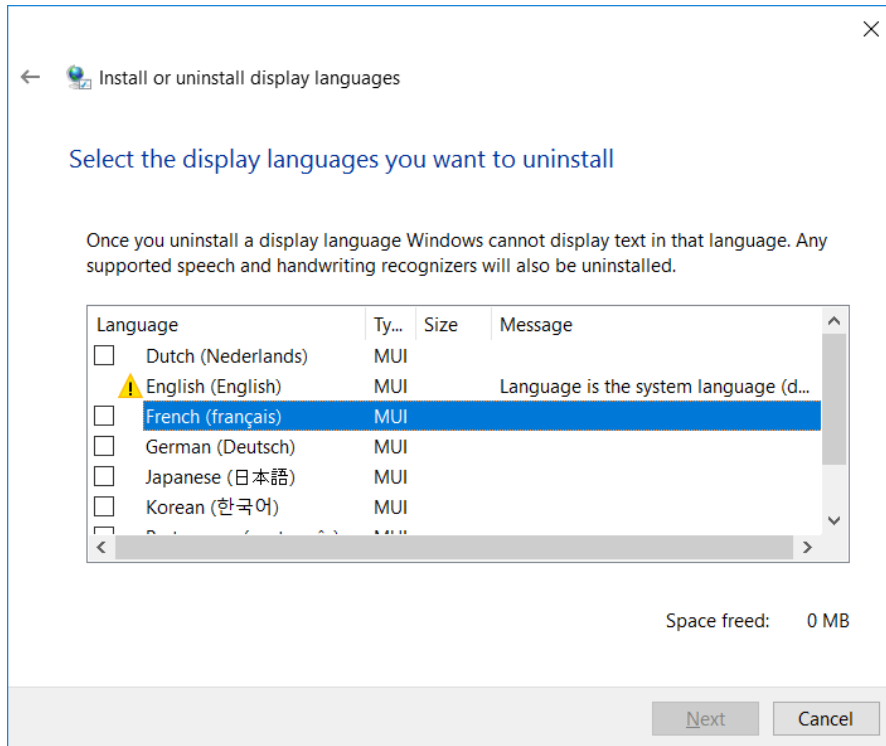 Install or uninstall display languages
Select the display languages you want to uninstall
Once you uninstall a display language Windows cannot display text in that language. Any
supported speech and handwriting recognizers will also be uninstalled.
Language Ty... Size Message
Dutch (Nederlands) MUI
English (English) MUI Language is the system language (d...
French (français) MUI
German (Deutsch) MUI
Japanese (日本語) MUI
Korean (한국어) MUI
Space freed: 0 MB
Next Cancel